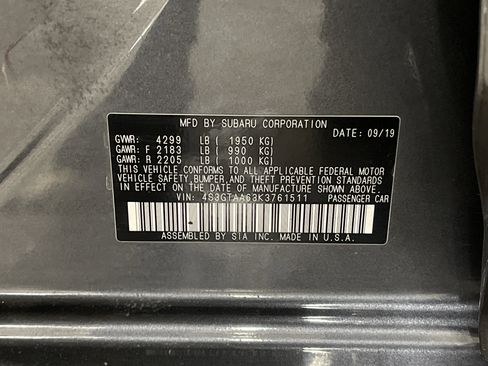 MFD BY SUBARU CORPORATION
DATE: 09/19
GVWR: 4299 LB ( 1950 KG)
GAWR: F 2183 LB ( 990 KG)
GAWR: R 2205 LB ( 1000 KG)
THIS VEHICLE CONFORMS TO ALL APPLICABLE FEDERAL MOTOR
VEHICLE SAFETY, BUMPER, AND THEFT PREVENTION STANDARDS
IN EFFECT ON THE DATE OF MANUFACTURE SHOWN ABOVE.
VIN: 4S3GTAA63K3761511 PASSENGER CAR
ASSEMBLED BY SIA INC. MADE IN U.S.A.